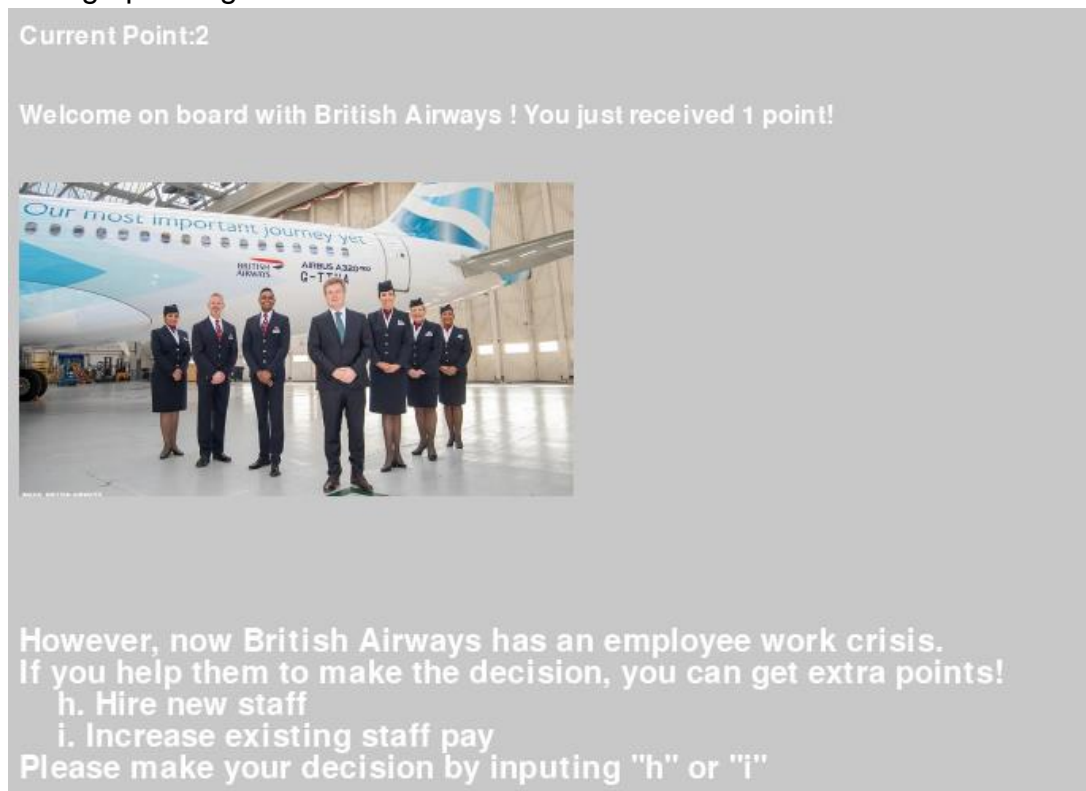 Current Point:2
Welcome on board with British Airways ! You just received 1 point!
Our most important journey yet
BRITISH AIRWAYS
AIRBUS A320neo
However, now British Airways has an employee work crisis.
If you help them to make the decision, you can get extra points!
h. Hire new staff
i. Increase existing staff pay
Please make your decision by inputing "h" or "i"